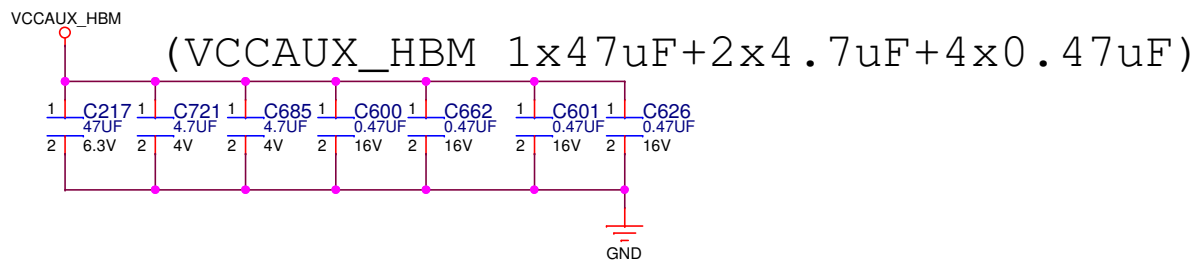 VCCAUX_HBM
(VCCAUX_HBM 1x47uF+2x4.7uF+4x0.47uF)
1 C217 1 C721 1 C685 1 C600 1 C662 1 C601 1 C626
47UF 4.7UF 4.7UF 0.47UF 0.47UF 0.47UF 0.47UF
2 6.3V 2 4V 2 4V 2 16V 2 16V 2 16V 2 16V
GND